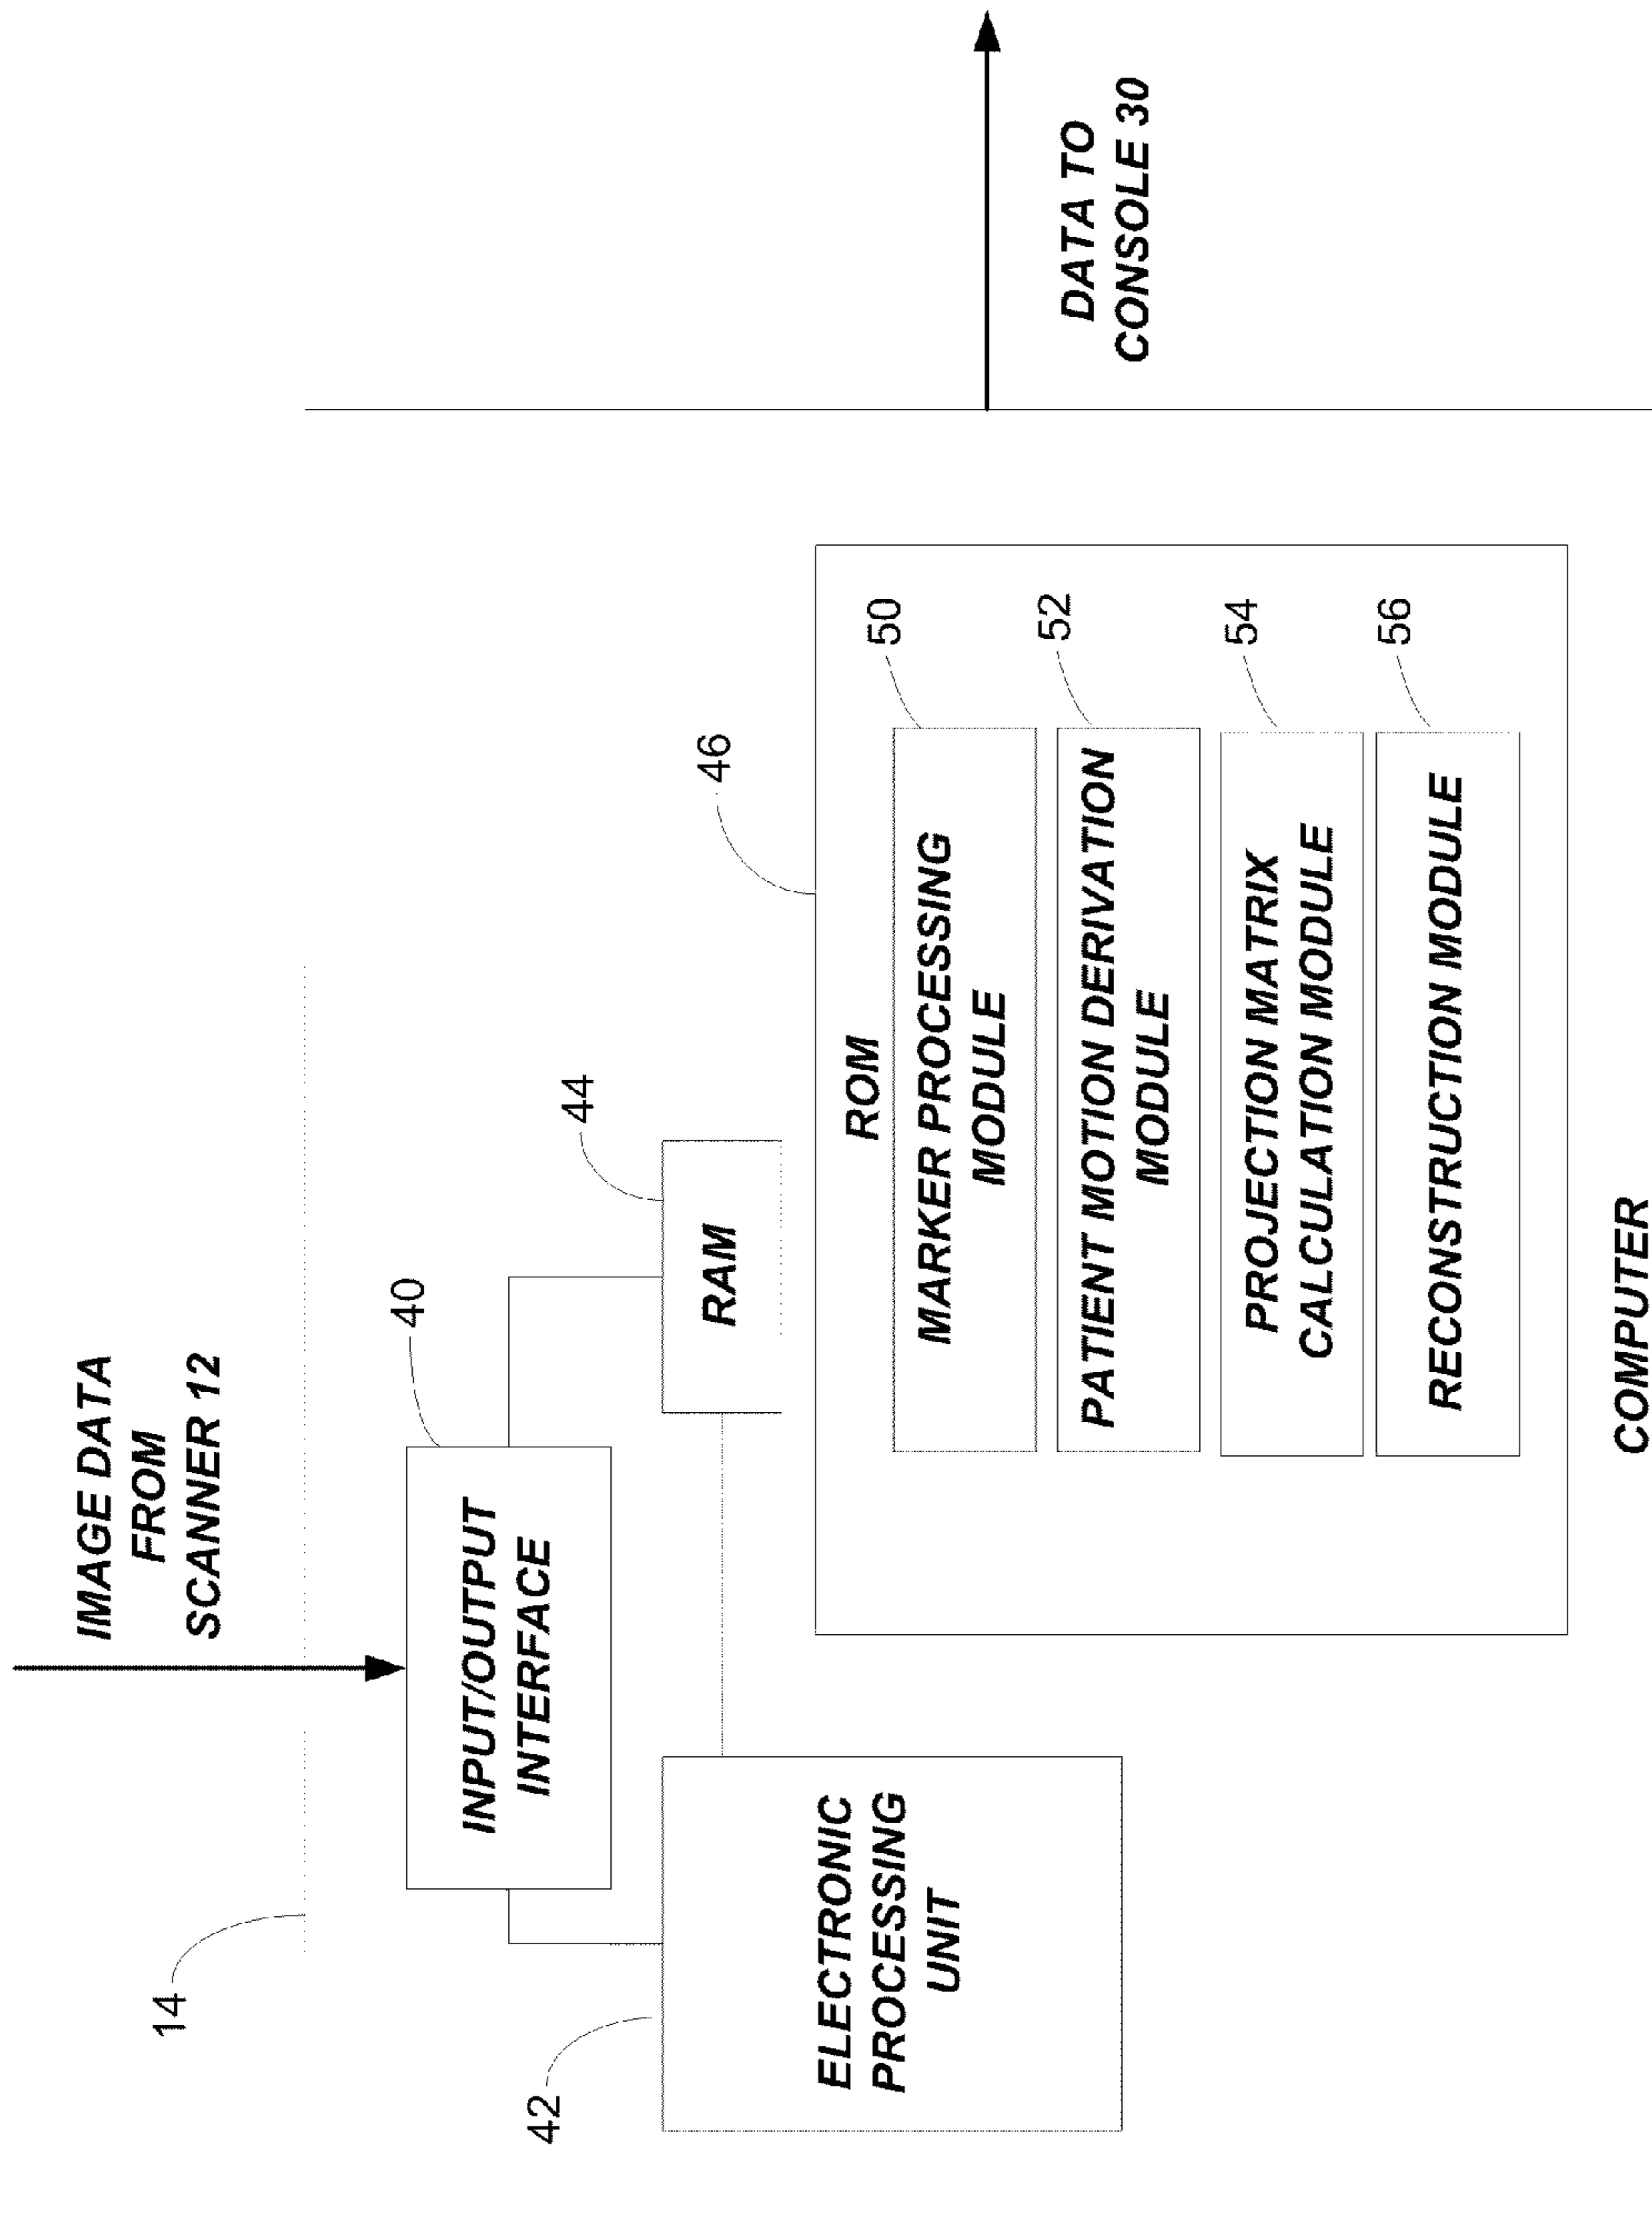 IMAGE DATA
FROM
SCANNER 12
14
40
INPUT/OUTPUT
INTERFACE
42
ELECTRONIC
PROCESSING
UNIT
44
RAM
46
ROM
50
MARKER PROCESSING
MODULE
52
PATIENT MOTION DERIVATION
MODULE
54
PROJECTION MATRIX
CALCULATION MODULE
56
RECONSTRUCTION MODULE
COMPUTER
DATA TO
CONSOLE 30